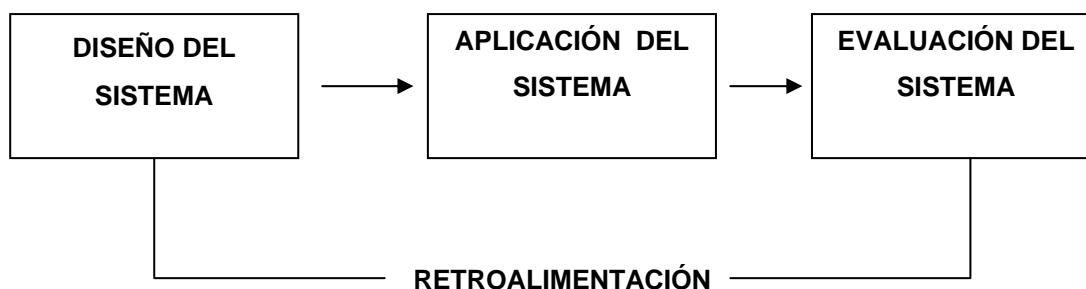 DISEÑO DEL
SISTEMA
APLICACIÓN DEL
SISTEMA
EVALUACIÓN DEL
SISTEMA
RETROALIMENTACIÓN